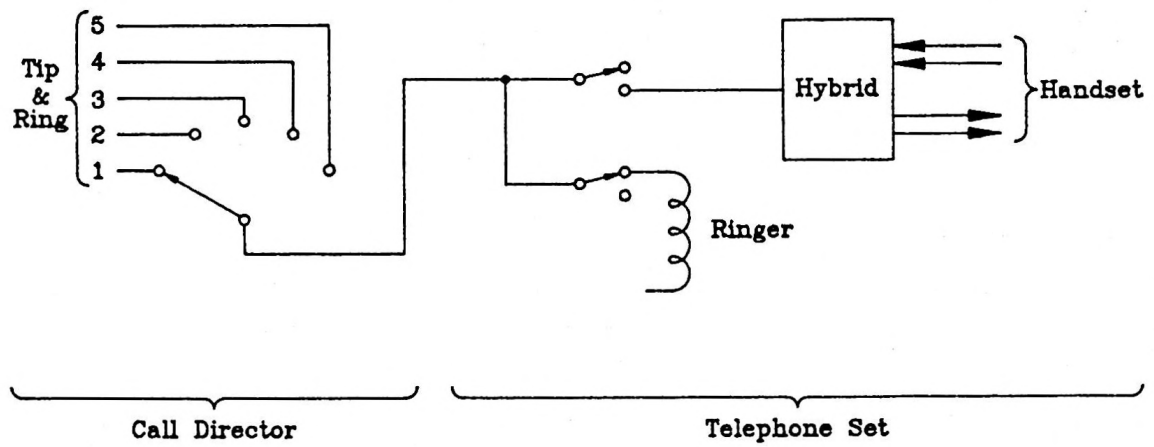 5
4
3
2
1
Tip
&
Ring
Hybrid
Handset
Ringer
Call Director
Telephone Set